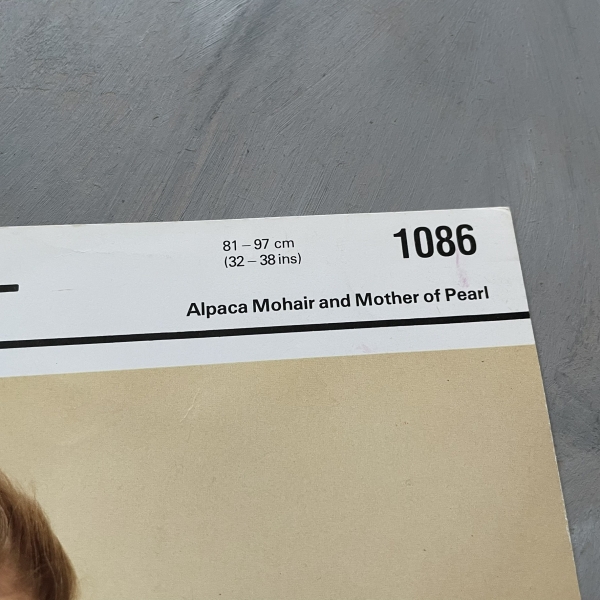 81 – 97 cm
(32 – 38 ins)
1086
Alpaca Mohair and Mother of Pearl